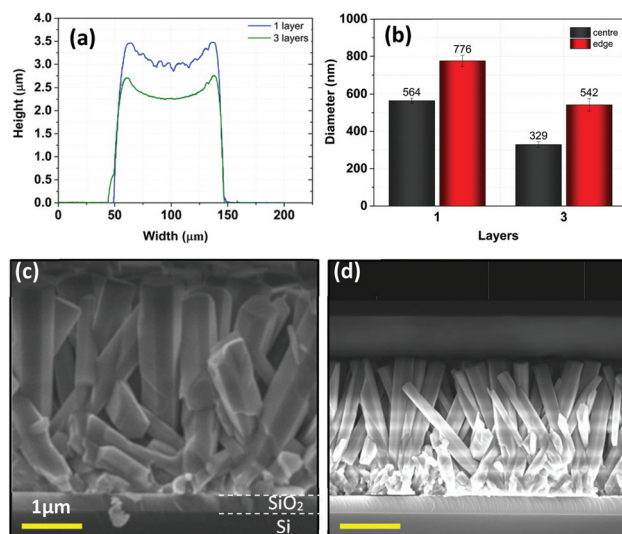 (a)
1 layer
3 layers
Height (μm)
4.0
3.5
3.0
2.5
2.0
1.5
1.0
0.5
0.0
0 50 100 150 200
Width (μm)
(b)
centre
edge
Diameter (nm)
1000
800
600
400
200
0
564
776
329
542
1 3
Layers
(c)
1μm
SiO₂
Si
(d)